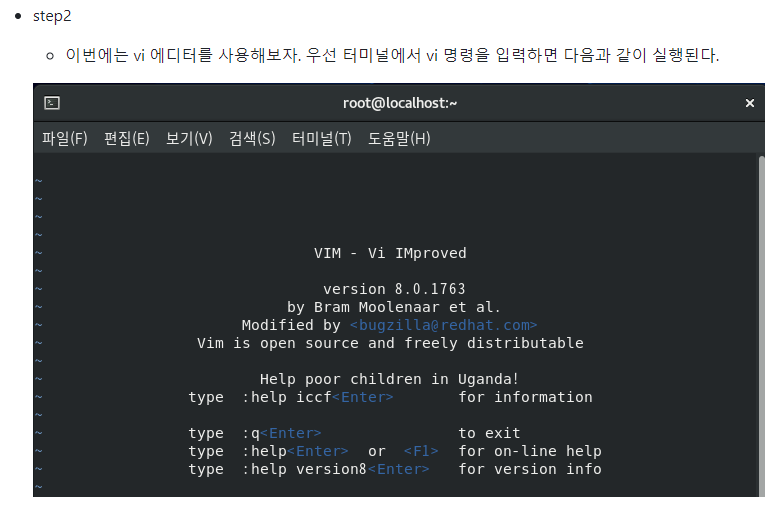 step2
이번에는 vi 에디터를 사용해보자. 우선 터미널에서 vi 명령을 입력하면 다음과 같이 실행된다.
root@localhost:~
파일(F) 편집(E) 보기(V) 검색(S) 터미널(T) 도움말(H)
~
~
~
~
VIM - Vi IMproved
~
~ version 8.0.1763
~ by Bram Moolenaar et al.
~ Modified by <bugzilla@redhat.com>
~ Vim is open source and freely distributable
~
~ Help poor children in Uganda!
~ type :help iccf<Enter> for information
~
~ type :q<Enter> to exit
~ type :help<Enter> or <F1> for on-line help
~ type :help version8<Enter> for version info
~